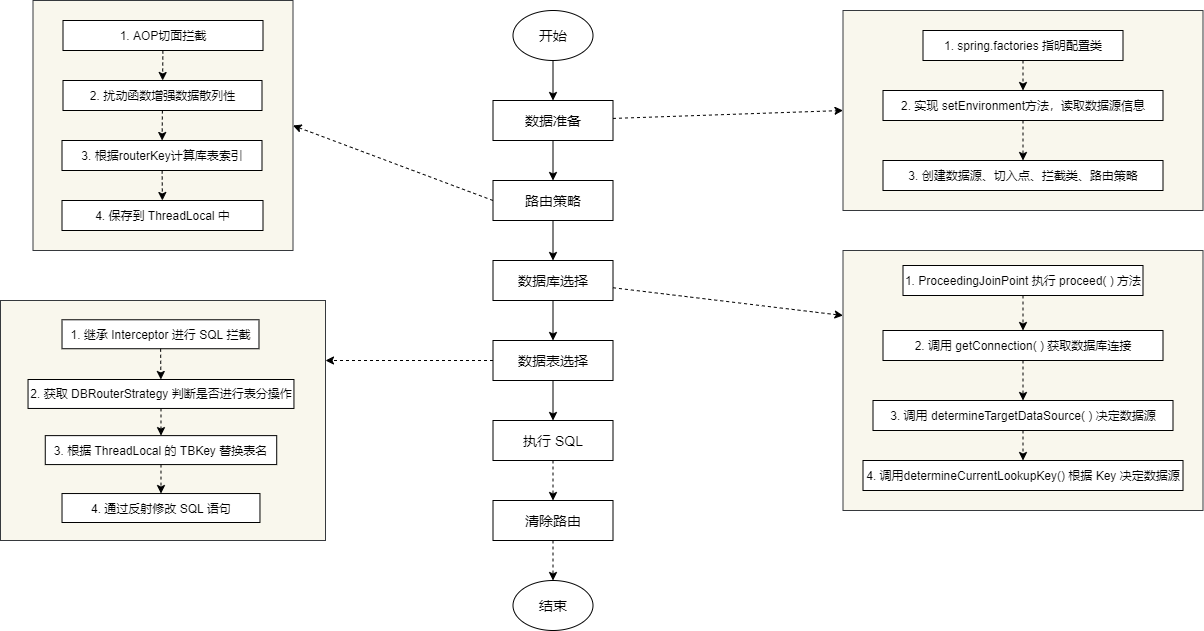 开始
数据准备
路由策略
数据库选择
数据表选择
执行 SQL
清除路由
结束
1. AOP切面拦截
2. 扰动函数增强数据散列性
3. 根据routerKey计算库表索引
4. 保存到 ThreadLocal 中
1. spring.factories 指明配置类
2. 实现 setEnvironment方法，读取数据源信息
3. 创建数据源、切入点、拦截类、路由策略
1. ProceedingJoinPoint 执行 proceed( ) 方法
2. 调用 getConnection( ) 获取数据库连接
3. 调用 determineTargetDataSource( ) 决定数据源
4. 调用determineCurrentLookupKey() 根据 Key 决定数据源
1. 继承 Interceptor 进行 SQL 拦截
2. 获取 DBRouterStrategy 判断是否进行表分操作
3. 根据 ThreadLocal 的 TBKey 替换表名
4. 通过反射修改 SQL 语句